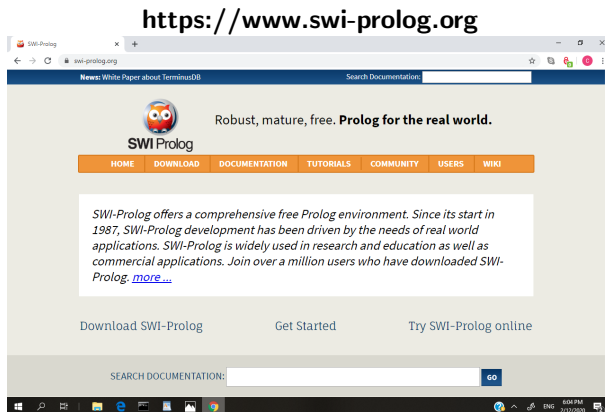 https://www.swi-prolog.org
SWI-Prolog
swi-prolog.org
G
News: White Paper about TerminusDB
Search Documentation:
SWI Prolog
Robust, mature, free. Prolog for the real world.
HOME DOWNLOAD DOCUMENTATION TUTORIALS COMMUNITY USERS WIKI
SWI-Prolog offers a comprehensive free Prolog environment. Since its start in
1987, SWI-Prolog development has been driven by the needs of real world
applications. SWI-Prolog is widely used in research and education as well as
commercial applications. Join over a million users who have downloaded SWI-
Prolog. more ...
Download SWI-Prolog Get Started Try SWI-Prolog online
SEARCH DOCUMENTATION: GO
6:04 PM
ENG
2/12/2020